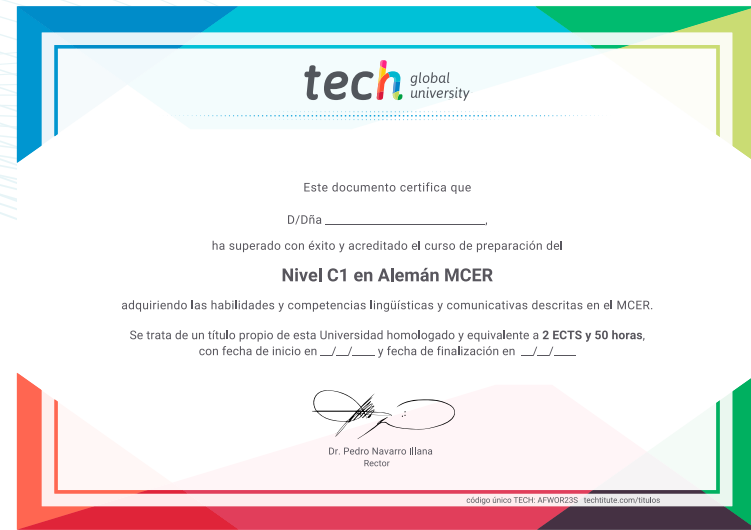 tech global university
Este documento certifica que
D/Dña ______________________,
ha superado con éxito y acreditado el curso de preparación del
Nivel C1 en Alemán MCER
adquiriendo las habilidades y competencias lingüísticas y comunicativas descritas en el MCER.
Se trata de un título propio de esta Universidad homologado y equivalente a 2 ECTS y 50 horas,
con fecha de inicio en __/__/____ y fecha de finalización en __/__/____
Dr. Pedro Navarro Illana
Rector
código único TECH: AFWOR23S techtitute.com/titulos